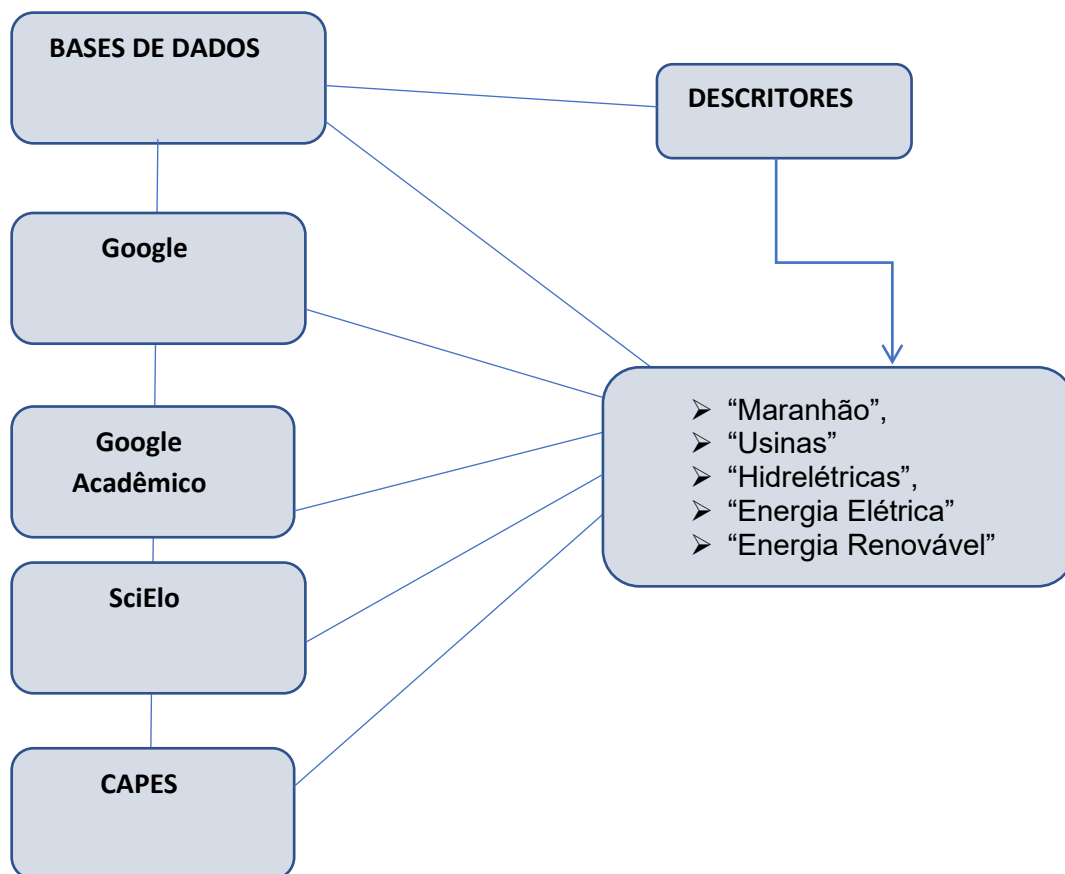 BASES DE DADOS
DESCRITORES
Google
Google
Acadêmico
SciElo
CAPES
➢ “Maranhão”,
➢ “Usinas”
➢ “Hidrelétricas”,
➢ “Energia Elétrica”
➢ “Energia Renovável”